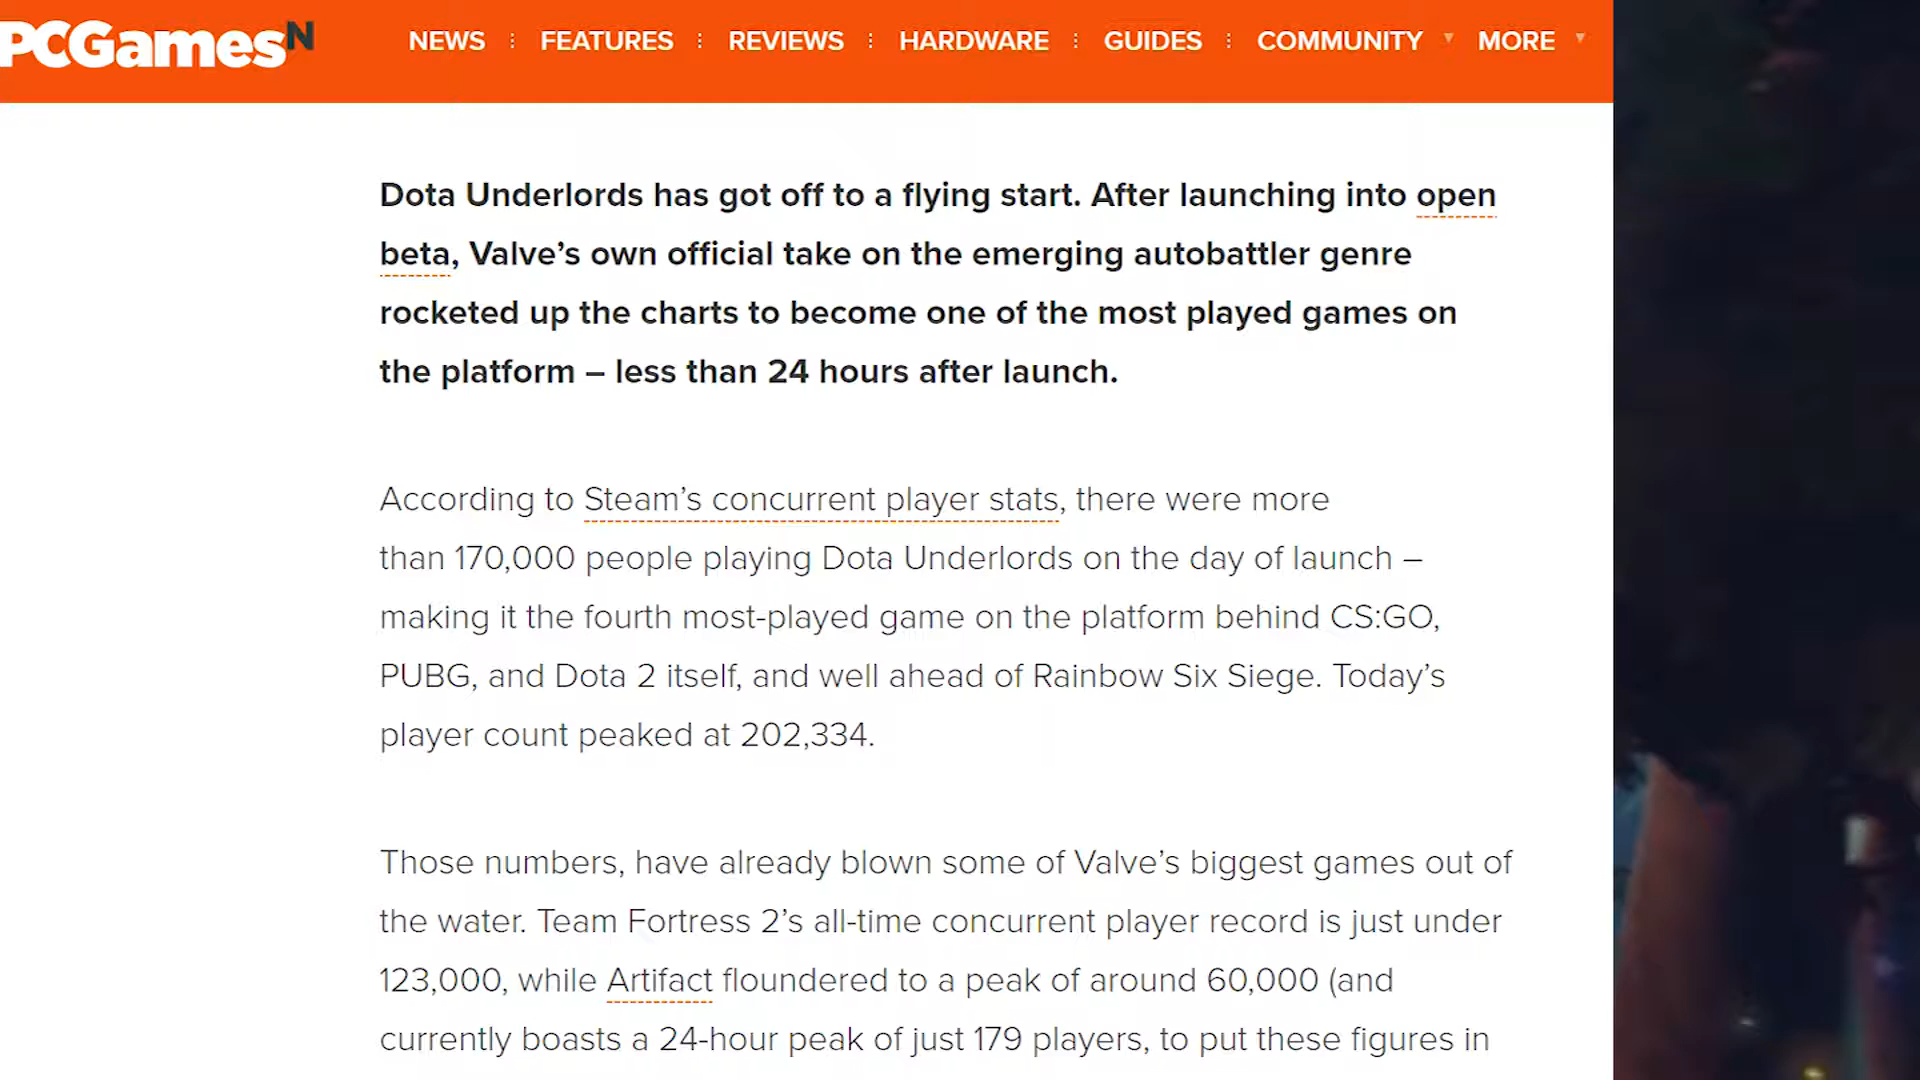 PCGamesN
NEWS FEATURES REVIEWS HARDWARE GUIDES COMMUNITY MORE
Dota Underlords has got off to a flying start. After launching into open
beta, Valve’s own official take on the emerging autobattler genre
rocketed up the charts to become one of the most played games on
the platform – less than 24 hours after launch.
According to Steam’s concurrent player stats, there were more
than 170,000 people playing Dota Underlords on the day of launch –
making it the fourth most-played game on the platform behind CS:GO,
PUBG, and Dota 2 itself, and well ahead of Rainbow Six Siege. Today’s
player count peaked at 202,334.
Those numbers, have already blown some of Valve’s biggest games out of
the water. Team Fortress 2’s all-time concurrent player record is just under
123,000, while Artifact floundered to a peak of around 60,000 (and
currently boasts a 24-hour peak of just 179 players, to put these figures in